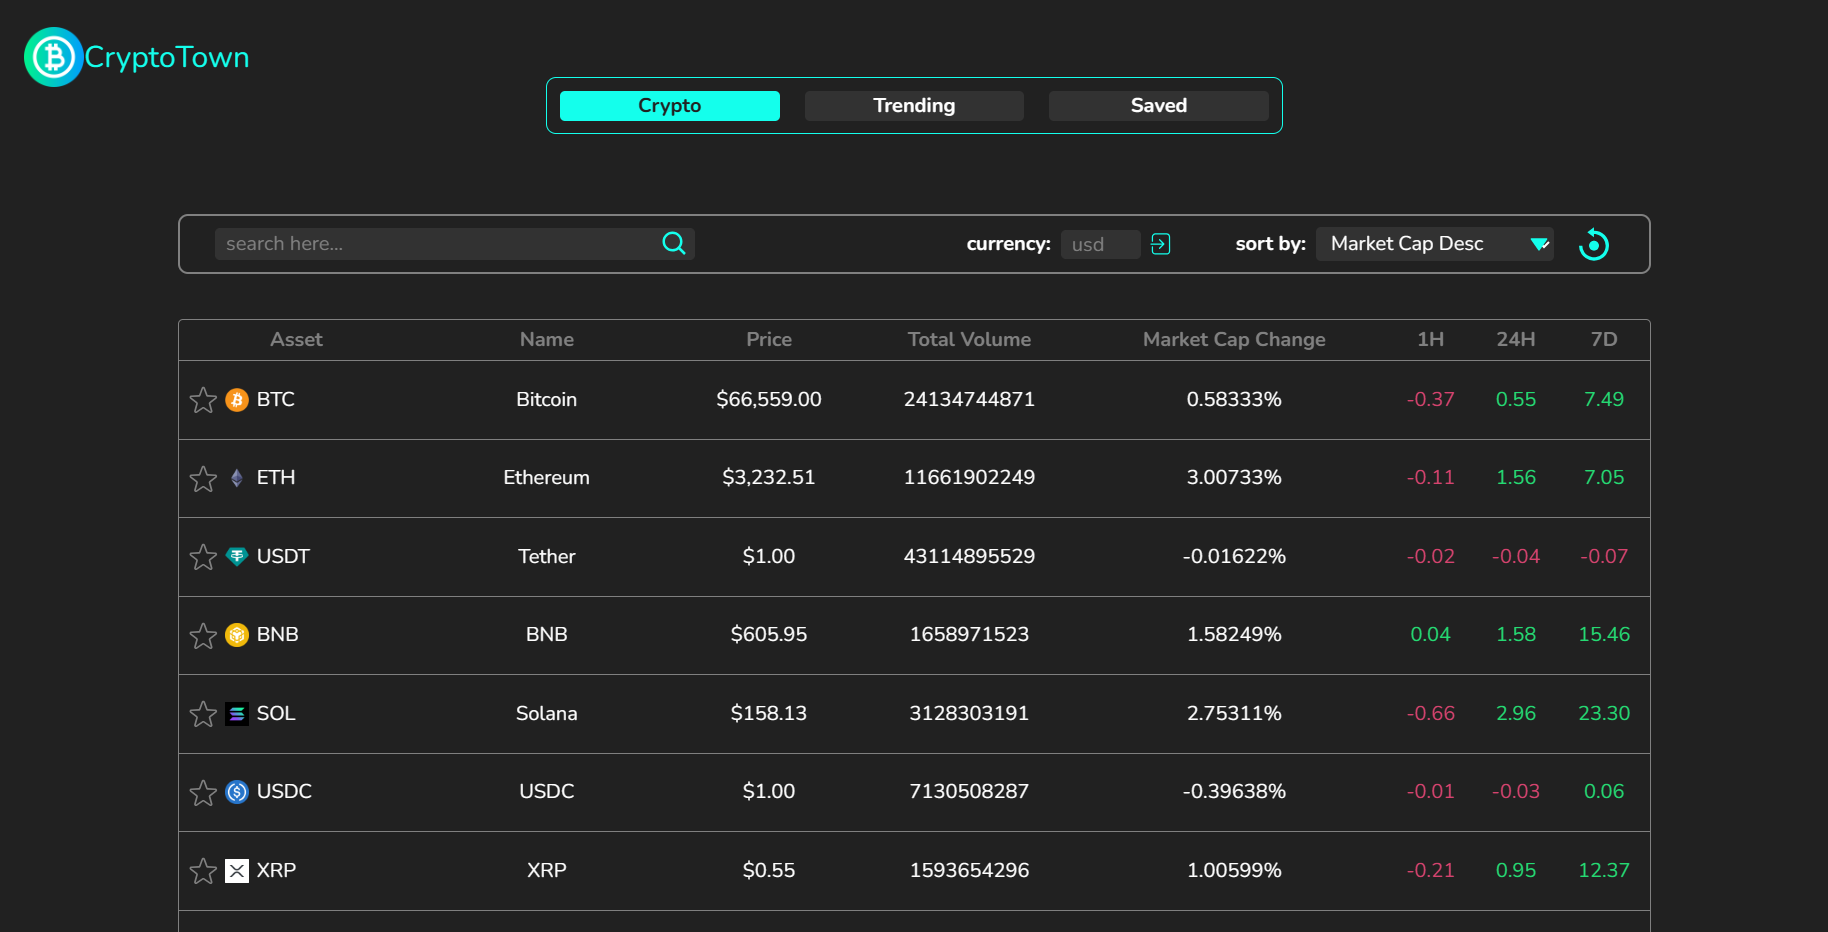 CryptoTown
Crypto Trending Saved
search here... currency: usd sort by: Market Cap Desc
Asset Name Price Total Volume Market Cap Change 1H 24H 7D
BTC Bitcoin $66,559.00 24134744871 0.58333% -0.37 0.55 7.49
ETH Ethereum $3,232.51 11661902249 3.00733% -0.11 1.56 7.05
USDT Tether $1.00 43114895529 -0.01622% -0.02 -0.04 -0.07
BNB BNB $605.95 1658971523 1.58249% 0.04 1.58 15.46
SOL Solana $158.13 3128303191 2.75311% -0.66 2.96 23.30
USDC USDC $1.00 7130508287 -0.39638% -0.01 -0.03 0.06
XRP XRP $0.55 1593654296 1.00599% -0.21 0.95 12.37